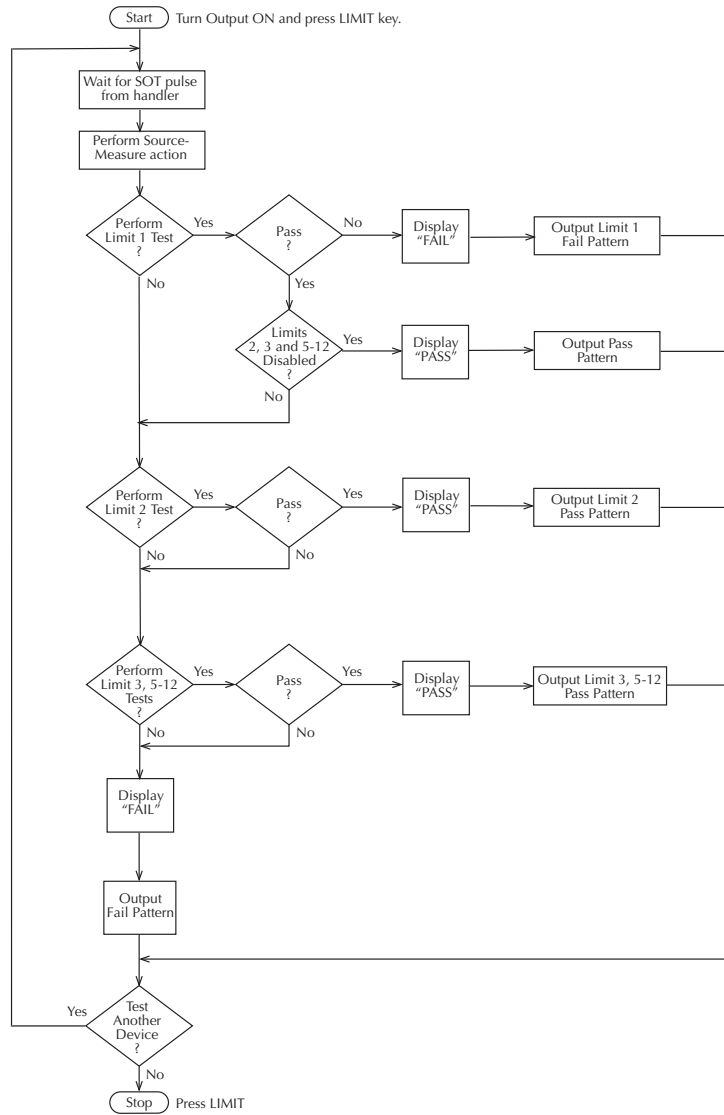 Start Turn Output ON and press LIMIT key.
Wait for SOT pulse
from handler
Perform Source-
Measure action
Perform
Limit 1 Test
?
Yes
Pass
?
No
Display
“FAIL”
Output Limit 1
Fail Pattern
No
Yes
Limits
2, 3 and 5-12
Disabled
?
Yes
Display
“PASS”
Output Pass
Pattern
No
Perform
Limit 2 Test
?
Yes
Pass
?
Yes
Display
“PASS”
Output Limit 2
Pass Pattern
No
No
Perform
Limit 3, 5-12
Tests
?
Yes
Pass
?
Yes
Display
“PASS”
Output Limit 3, 5-12
Pass Pattern
No
No
Display
“FAIL”
Output
Fail Pattern
Yes
Test
Another
Device
?
No
Stop Press LIMIT